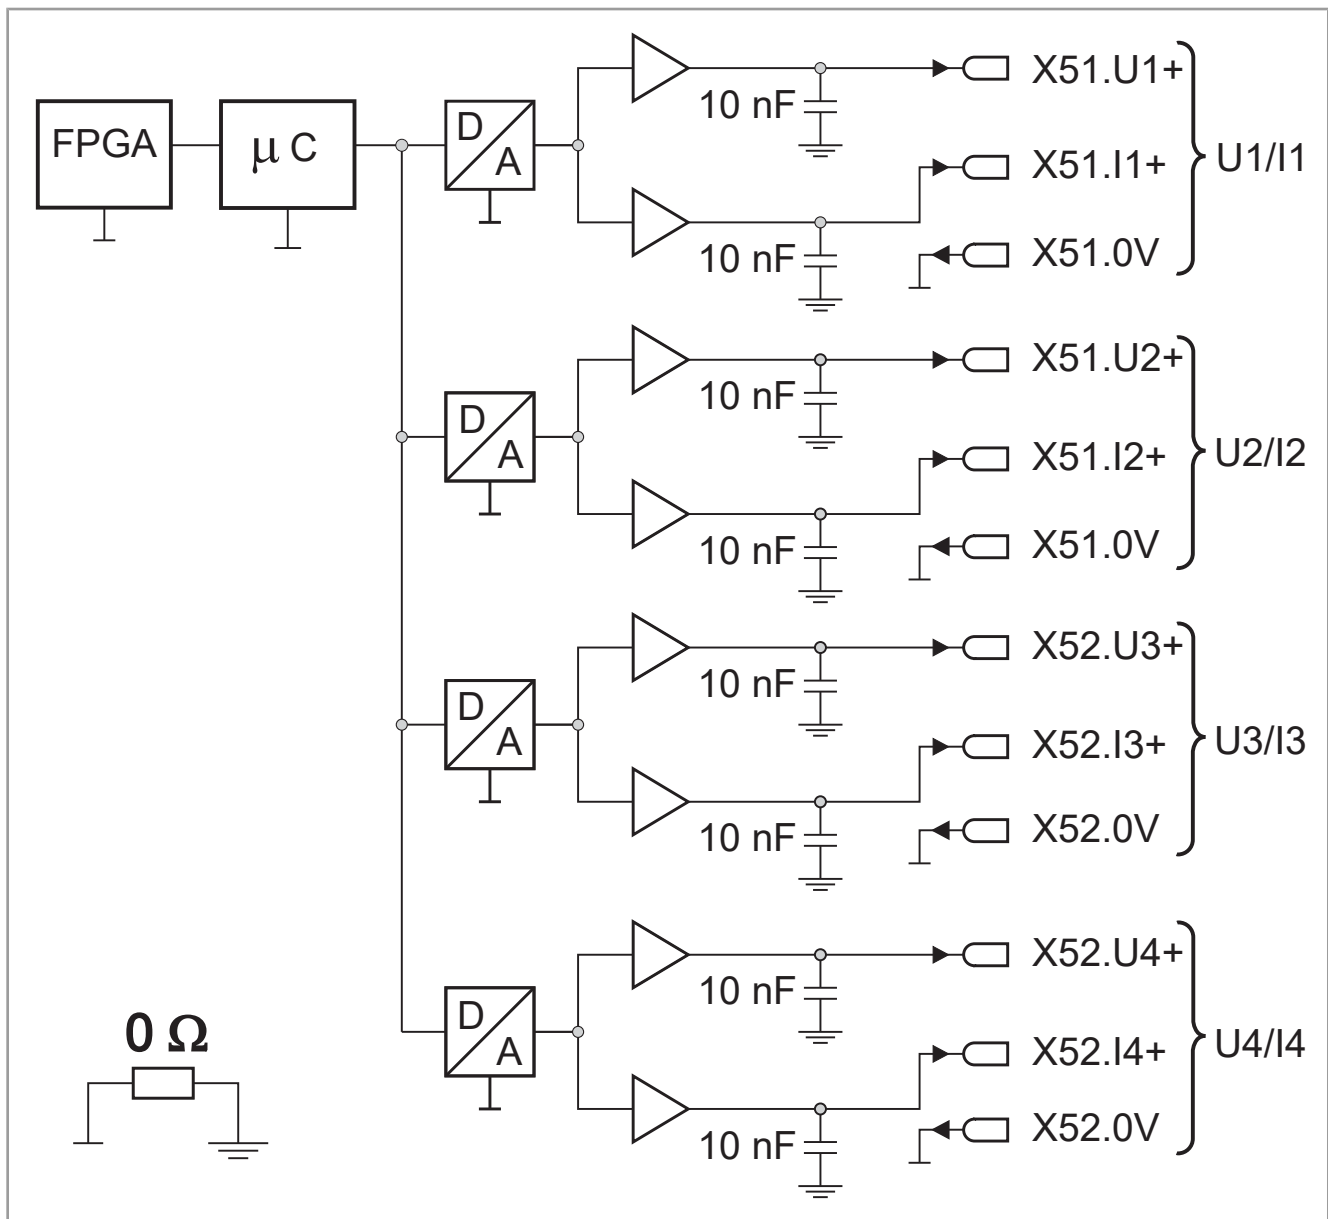 X51.U1+
10 nF
FPGA
μ C
D
A
X51.I1+
U1/I1
10 nF
X51.0V
X51.U2+
10 nF
D
A
X51.I2+
U2/I2
10 nF
X51.0V
X52.U3+
10 nF
D
A
X52.I3+
U3/I3
10 nF
X52.0V
X52.U4+
10 nF
D
A
X52.I4+
U4/I4
0 Ω
10 nF
X52.0V